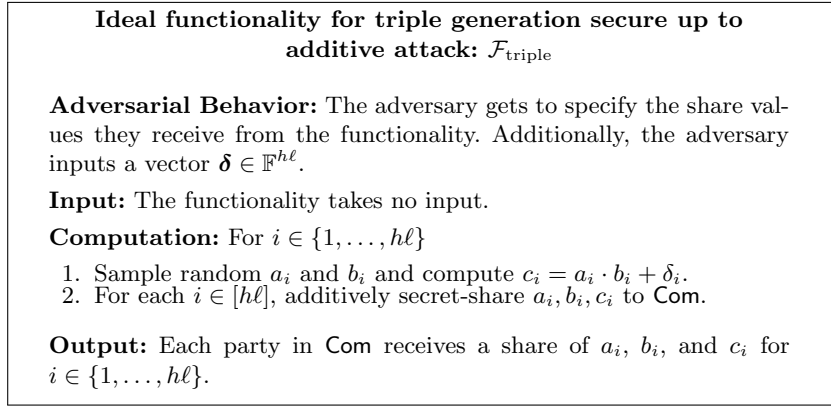 Ideal functionality for triple generation secure up to
additive attack: 𝓕triple
Adversarial Behavior: The adversary gets to specify the share val-
ues they receive from the functionality. Additionally, the adversary
inputs a vector 𝜹 ∈ 𝔽^{hℓ}.
Input: The functionality takes no input.
Computation: For i ∈ {1, . . . , hℓ}
1. Sample random a_i and b_i and compute c_i = a_i · b_i + δ_i.
2. For each i ∈ [hℓ], additively secret-share a_i, b_i, c_i to Com.
Output: Each party in Com receives a share of a_i, b_i, and c_i for
i ∈ {1, . . . , hℓ}.